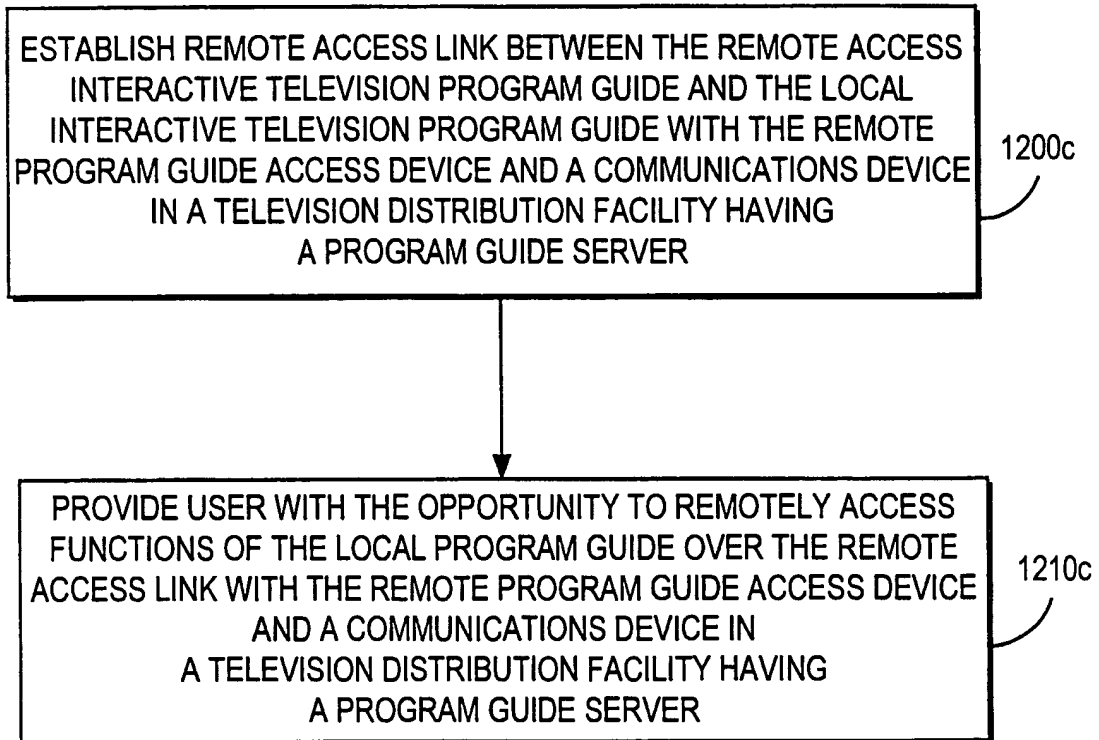 ESTABLISH REMOTE ACCESS LINK BETWEEN THE REMOTE ACCESS
INTERACTIVE TELEVISION PROGRAM GUIDE AND THE LOCAL
INTERACTIVE TELEVISION PROGRAM GUIDE WITH THE REMOTE
PROGRAM GUIDE ACCESS DEVICE AND A COMMUNICATIONS DEVICE
IN A TELEVISION DISTRIBUTION FACILITY HAVING
A PROGRAM GUIDE SERVER
1200c
PROVIDE USER WITH THE OPPORTUNITY TO REMOTELY ACCESS
FUNCTIONS OF THE LOCAL PROGRAM GUIDE OVER THE REMOTE
ACCESS LINK WITH THE REMOTE PROGRAM GUIDE ACCESS DEVICE
AND A COMMUNICATIONS DEVICE IN
A TELEVISION DISTRIBUTION FACILITY HAVING
A PROGRAM GUIDE SERVER
1210c